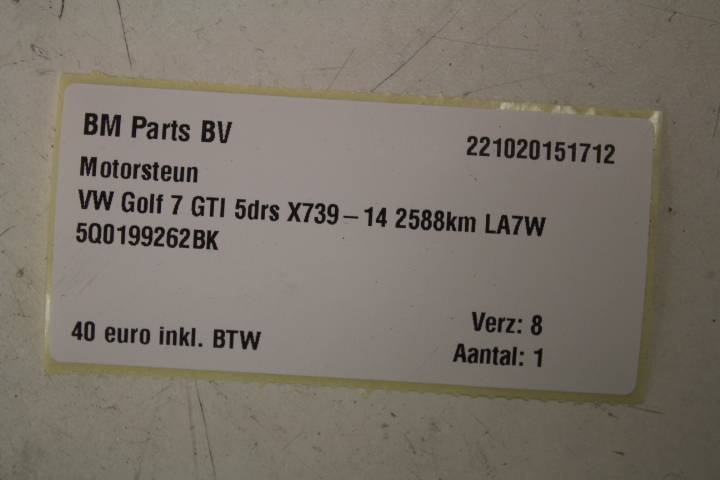 BM Parts BV
221020151712
Motorsteun
VW Golf 7 GTI 5drs X739-14 2588km LA7W
5Q0199262BK
Verz: 8
40 euro inkl. BTW
Aantal: 1